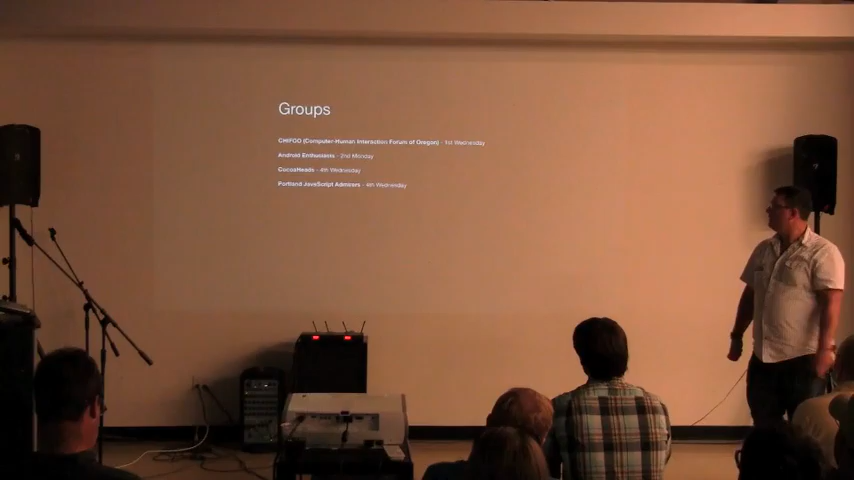 Groups
CHIFOO (Computer-Human Interaction Forum of Oregon) - 1st Wednesday
Android Enthusiasts - 2nd Monday
CocoaHeads - 4th Wednesday
Portland JavaScript Admirers - 4th Wednesday